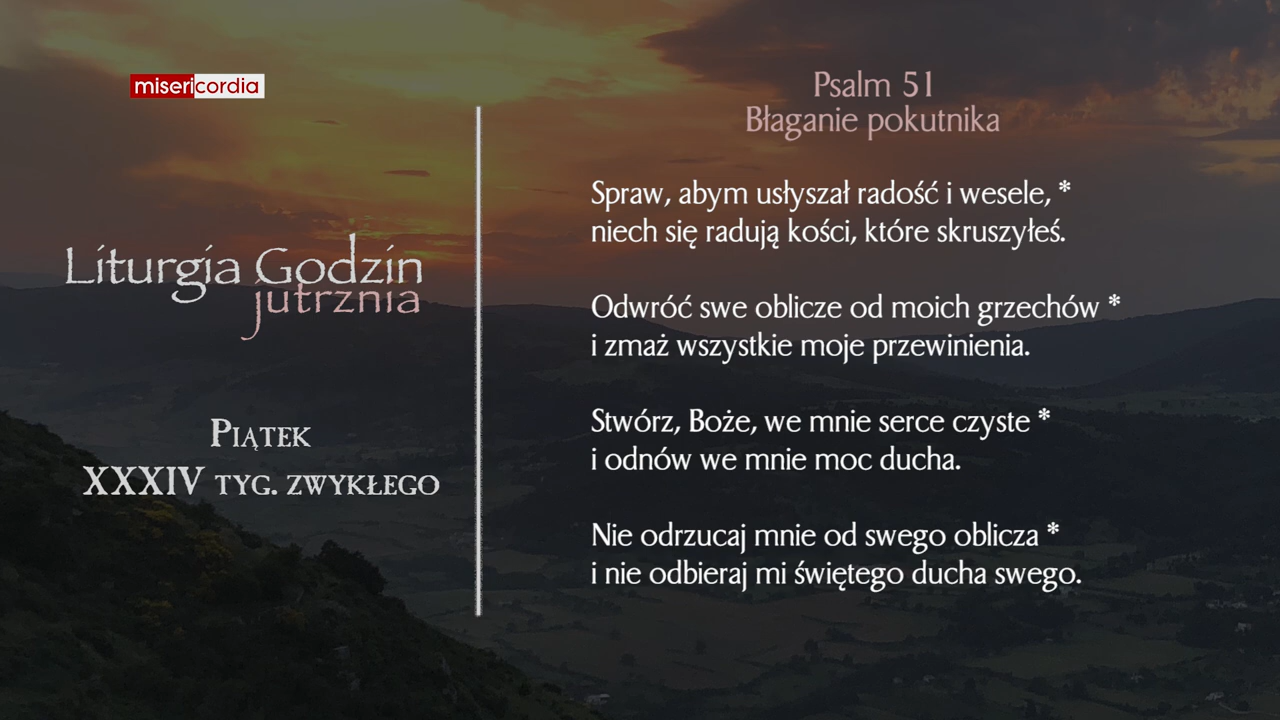 misericordia
Liturgia Godzin
jutrznia
Piątek
XXXIV tyg. zwykłego
Psalm 51
Błaganie pokutnika
Spraw, abym usłyszał radość i wesele, *
niech się radują kości, które skruszyłeś.
Odwróć swe oblicze od moich grzechów *
i zmaż wszystkie moje przewinienia.
Stwórz, Boże, we mnie serce czyste *
i odnów we mnie moc ducha.
Nie odrzucaj mnie od swego oblicza *
i nie odbieraj mi świętego ducha swego.